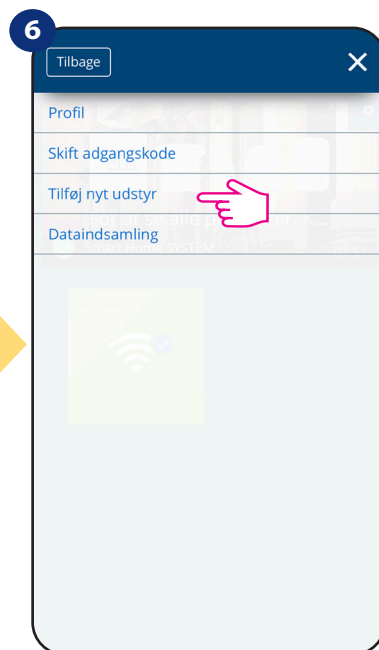 6
Tilbage
Profil
Skift adgangskode
Tilføj nyt udstyr
Dataindsamling